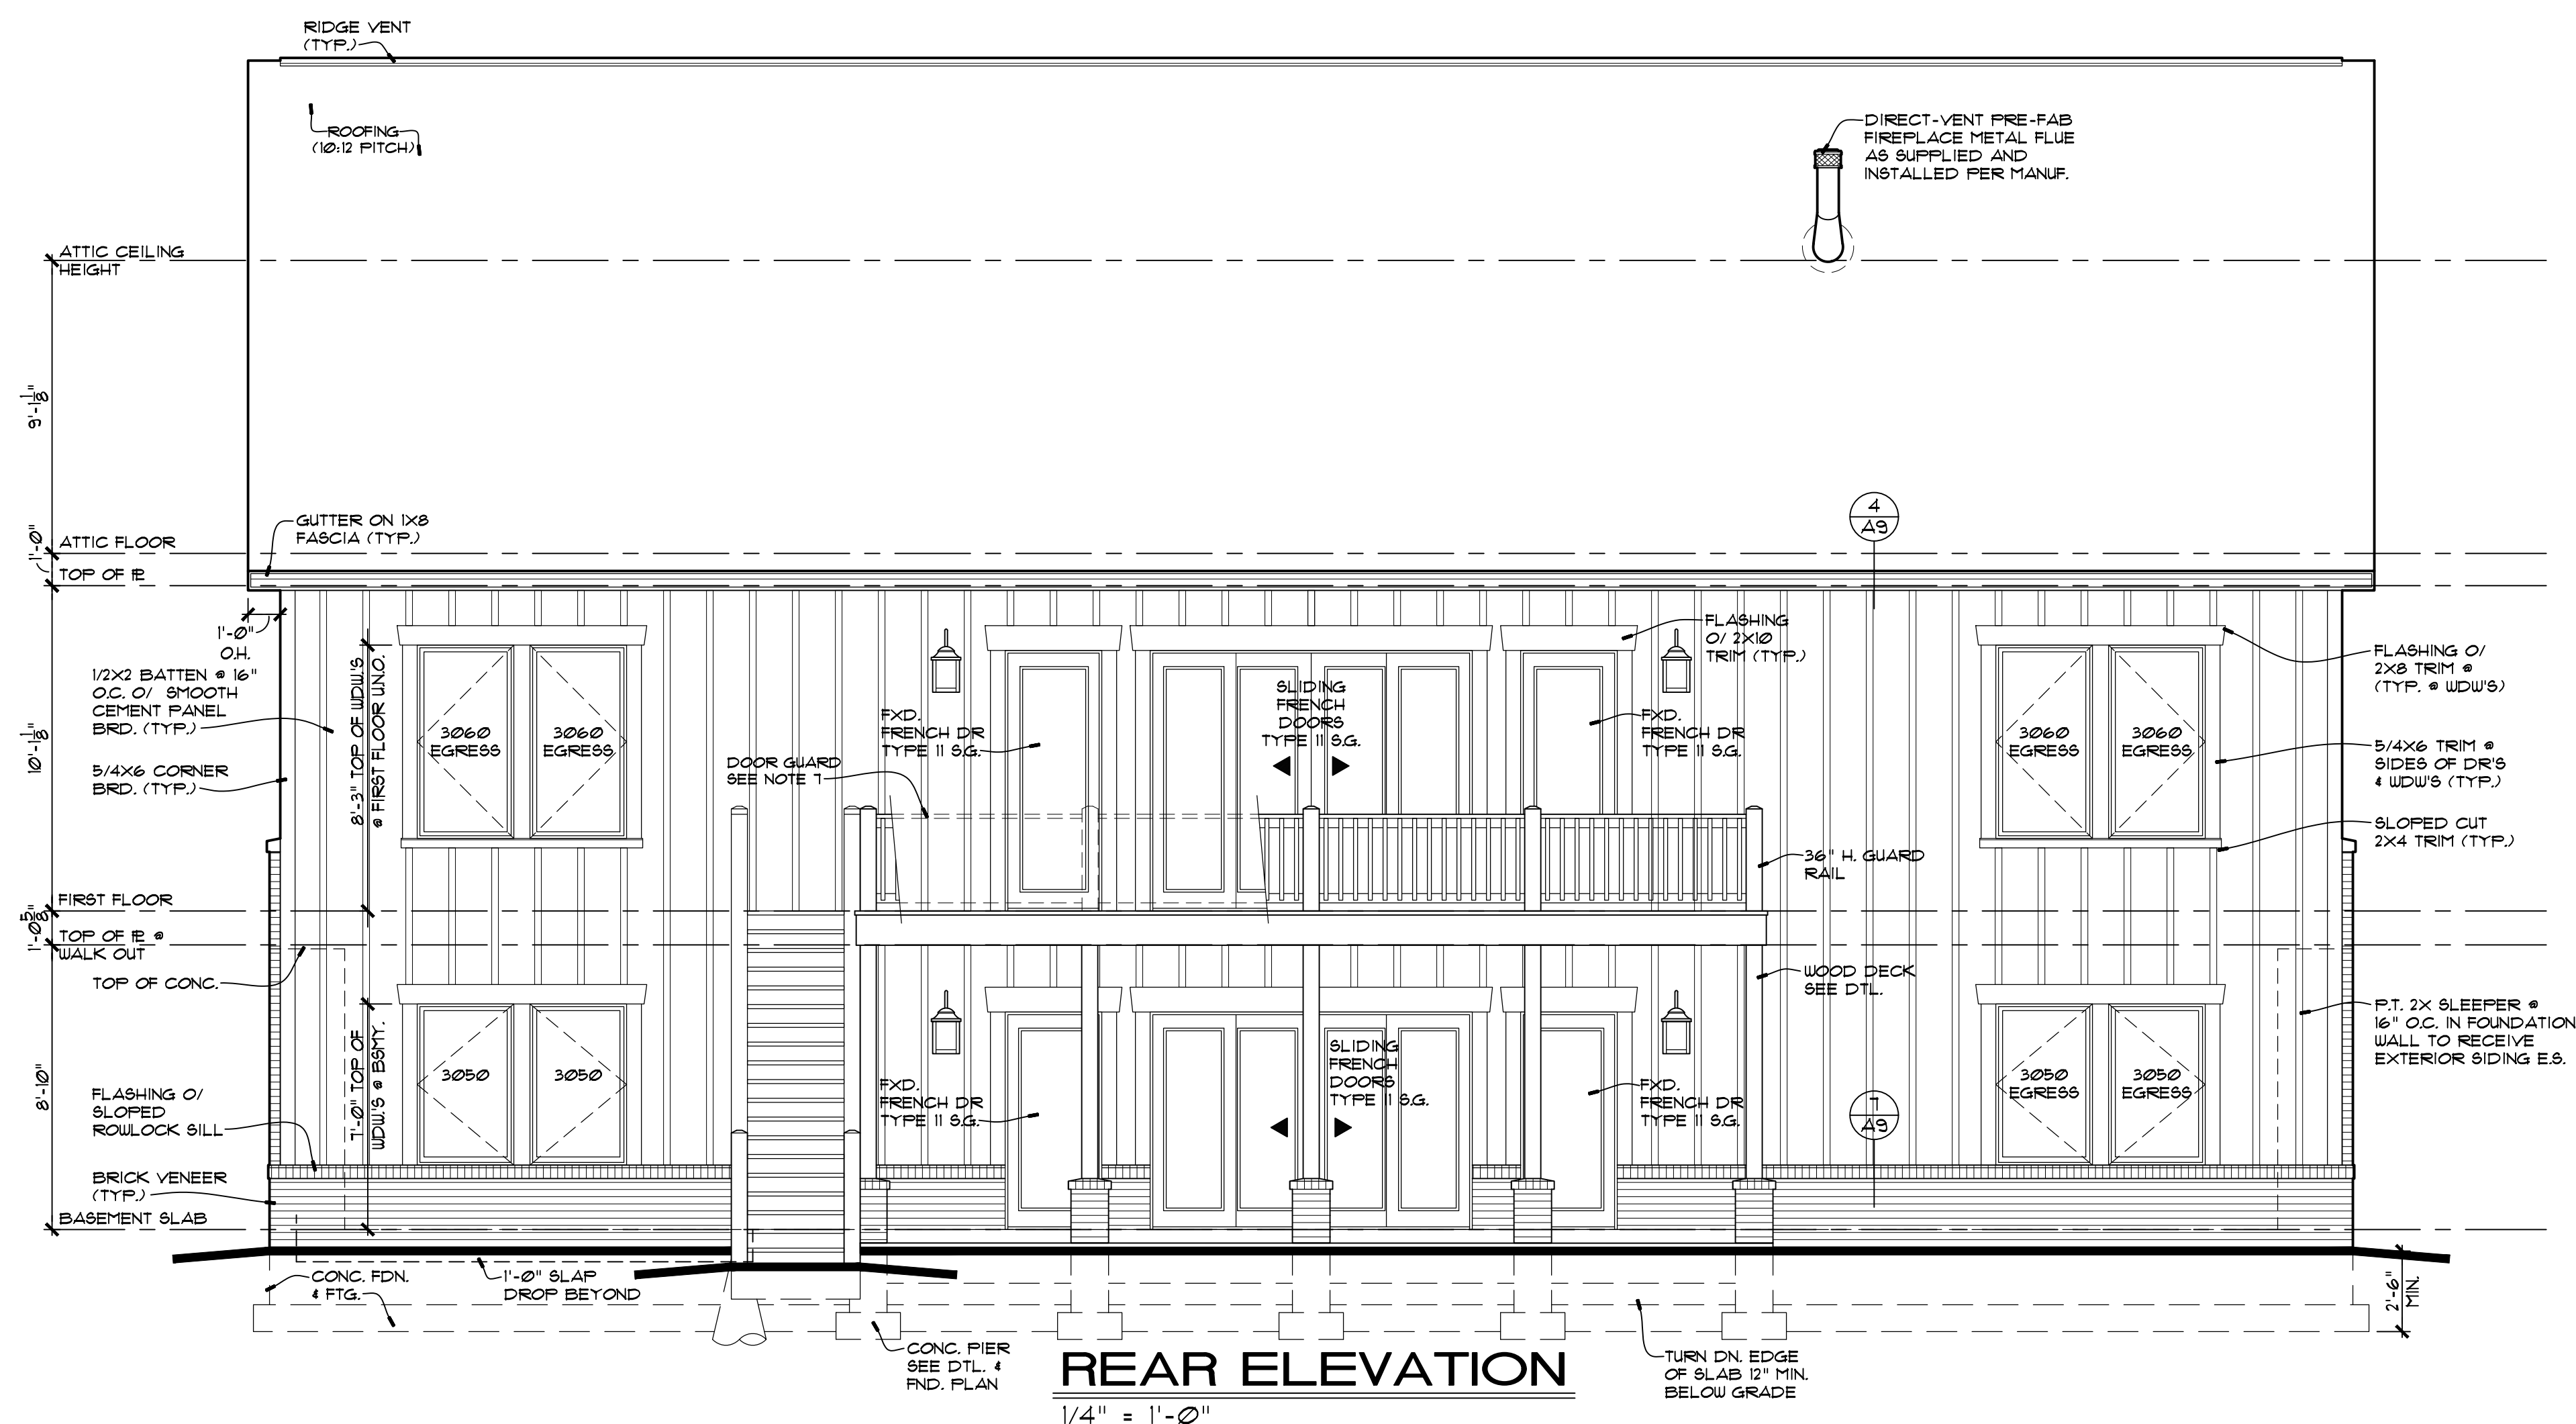 RIDGE VENT
(TYP.)
ROOFING
(10:12 PITCH)
DIRECT-VENT PRE-FAB
FIREPLACE METAL FLUE
AS SUPPLIED AND
INSTALLED PER MANUF.
ATTIC CEILING
HEIGHT
9'-1 1/8"
4
A9
GUTTER ON 1X8
FASCIA (TYP.)
ATTIC FLOOR
1'-0"
TOP OF PL
1'-0"
O.H.
1/2X2 BATTEN @ 16"
O.C. O/ SMOOTH
CEMENT PANEL
BRD. (TYP.)
5/4X6 CORNER
BRD. (TYP.)
10'-1 1/8"
8'-3" TOP OF WDW.'S
@ FIRST FLOOR U.N.O.
3060
EGRESS
3060
EGRESS
DOOR GUARD
SEE NOTE 7
FXD.
FRENCH DR
TYPE 11 S.G.
SLIDING
FRENCH
DOORS
TYPE 11 S.G.
FXD.
FRENCH DR
TYPE 11 S.G.
FLASHING
O/ 2X10
TRIM (TYP.)
3060
EGRESS
3060
EGRESS
FLASHING O/
2X8 TRIM @
(TYP. @ WDW'S)
5/4X6 TRIM @
SIDES OF DR'S
& WDW'S (TYP.)
SLOPED CUT
2X4 TRIM (TYP.)
36" H. GUARD
RAIL
FIRST FLOOR
1'-0 5/8"
TOP OF PL @
WALK OUT
TOP OF CONC.
WOOD DECK
SEE DTL.
P.T. 2X SLEEPER @
16" O.C. IN FOUNDATION
WALL TO RECEIVE
EXTERIOR SIDING E.S.
8'-10"
7'-0" TOP OF
WDW.'S @ BSMY.
3050
3050
FXD.
FRENCH DR
TYPE 11 S.G.
SLIDING
FRENCH
DOORS
TYPE 11 S.G.
FXD.
FRENCH DR
TYPE 11 S.G.
3050
EGRESS
3050
EGRESS
7
A9
FLASHING O/
SLOPED
ROWLOCK SILL
BRICK VENEER
(TYP.)
BASEMENT SLAB
CONC. FDN.
& FTG.
1'-0" SLAP
DROP BEYOND
2'-6"
MIN.
CONC. PIER
SEE DTL. &
FND. PLAN
TURN DN. EDGE
OF SLAB 12" MIN.
BELOW GRADE
REAR ELEVATION
1/4" = 1'-0"